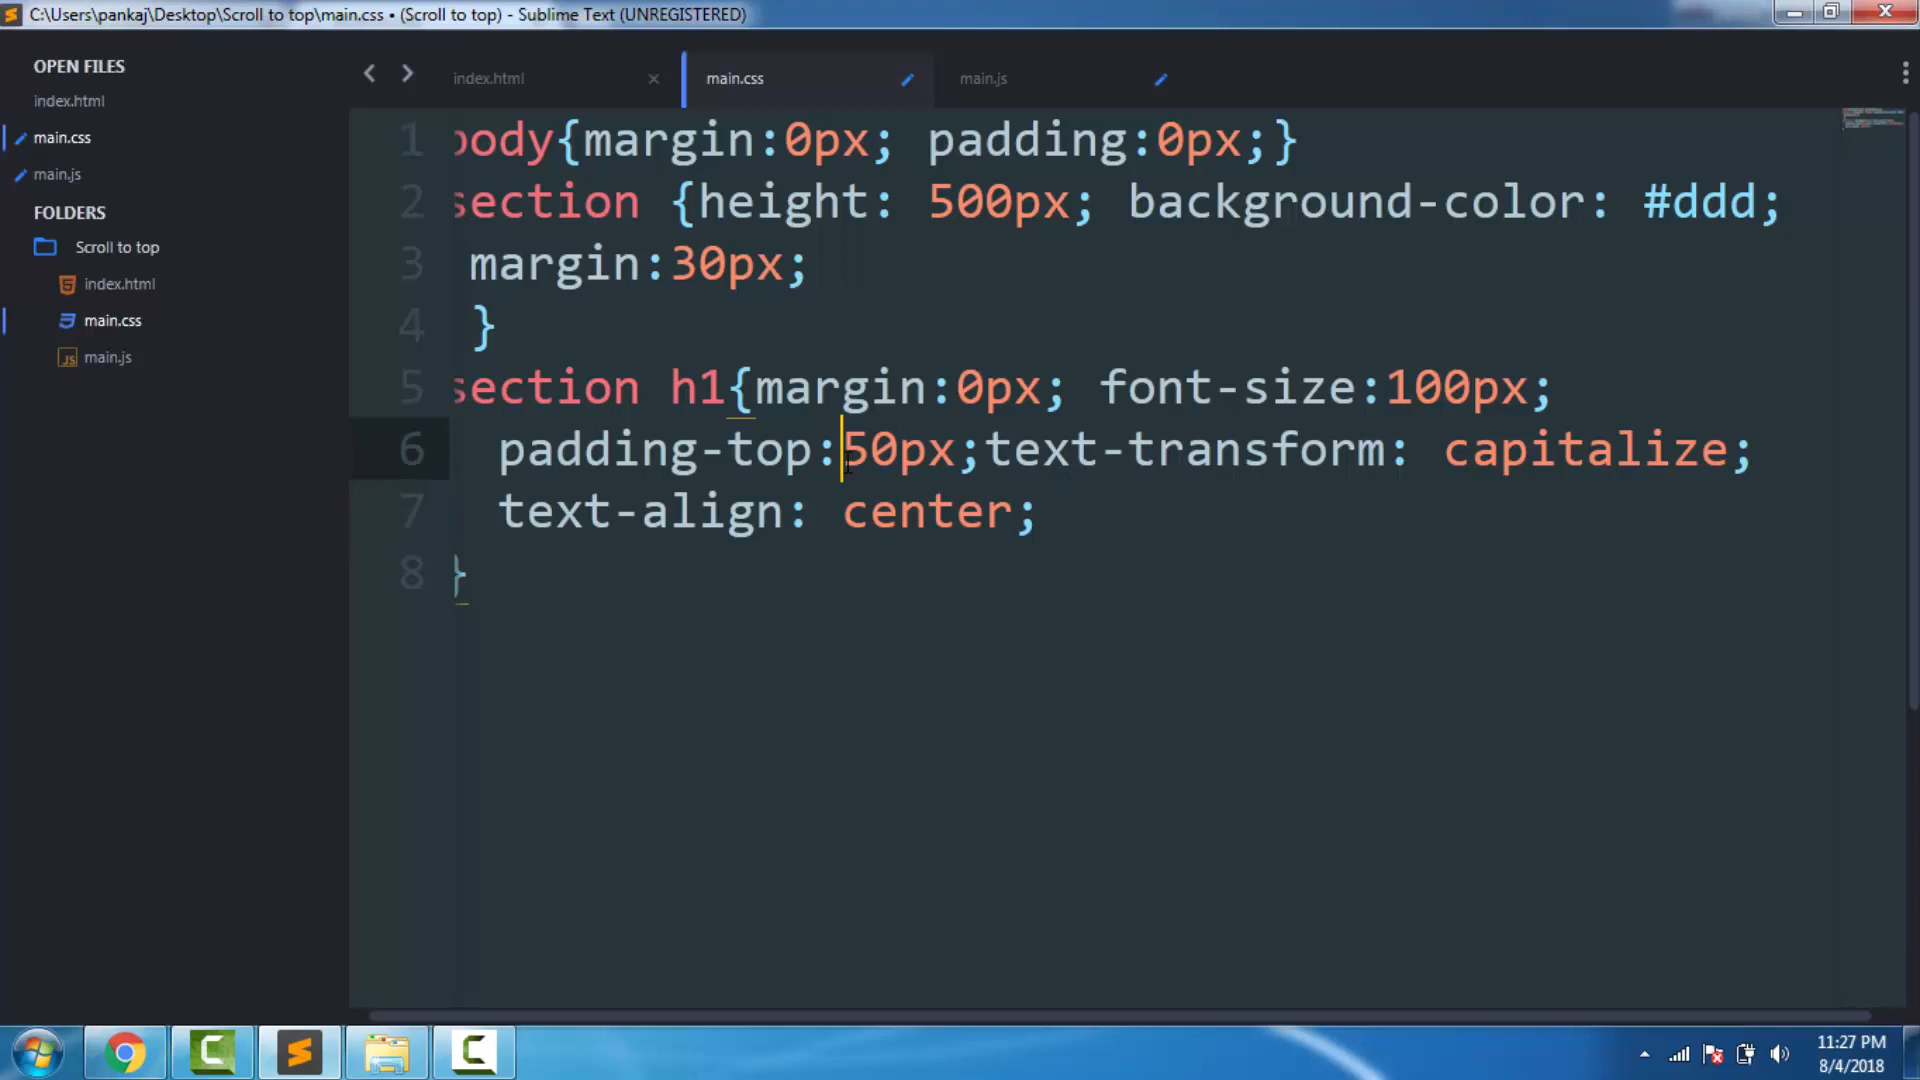 C:\Users\pankaj\Desktop\Scroll to top\main.css • (Scroll to top) - Sublime Text (UNREGISTERED)
OPEN FILES
index.html
main.css
main.js
FOLDERS
Scroll to top
index.html
main.css
main.js
index.html
main.css
main.js
1 body{margin:0px; padding:0px;}
2 section {height: 500px; background-color: #ddd;
3 margin:30px;
4 }
5 section h1{margin:0px; font-size:100px;
6 padding-top:50px;text-transform: capitalize;
7 text-align: center;
8 }
11:27 PM
8/4/2018